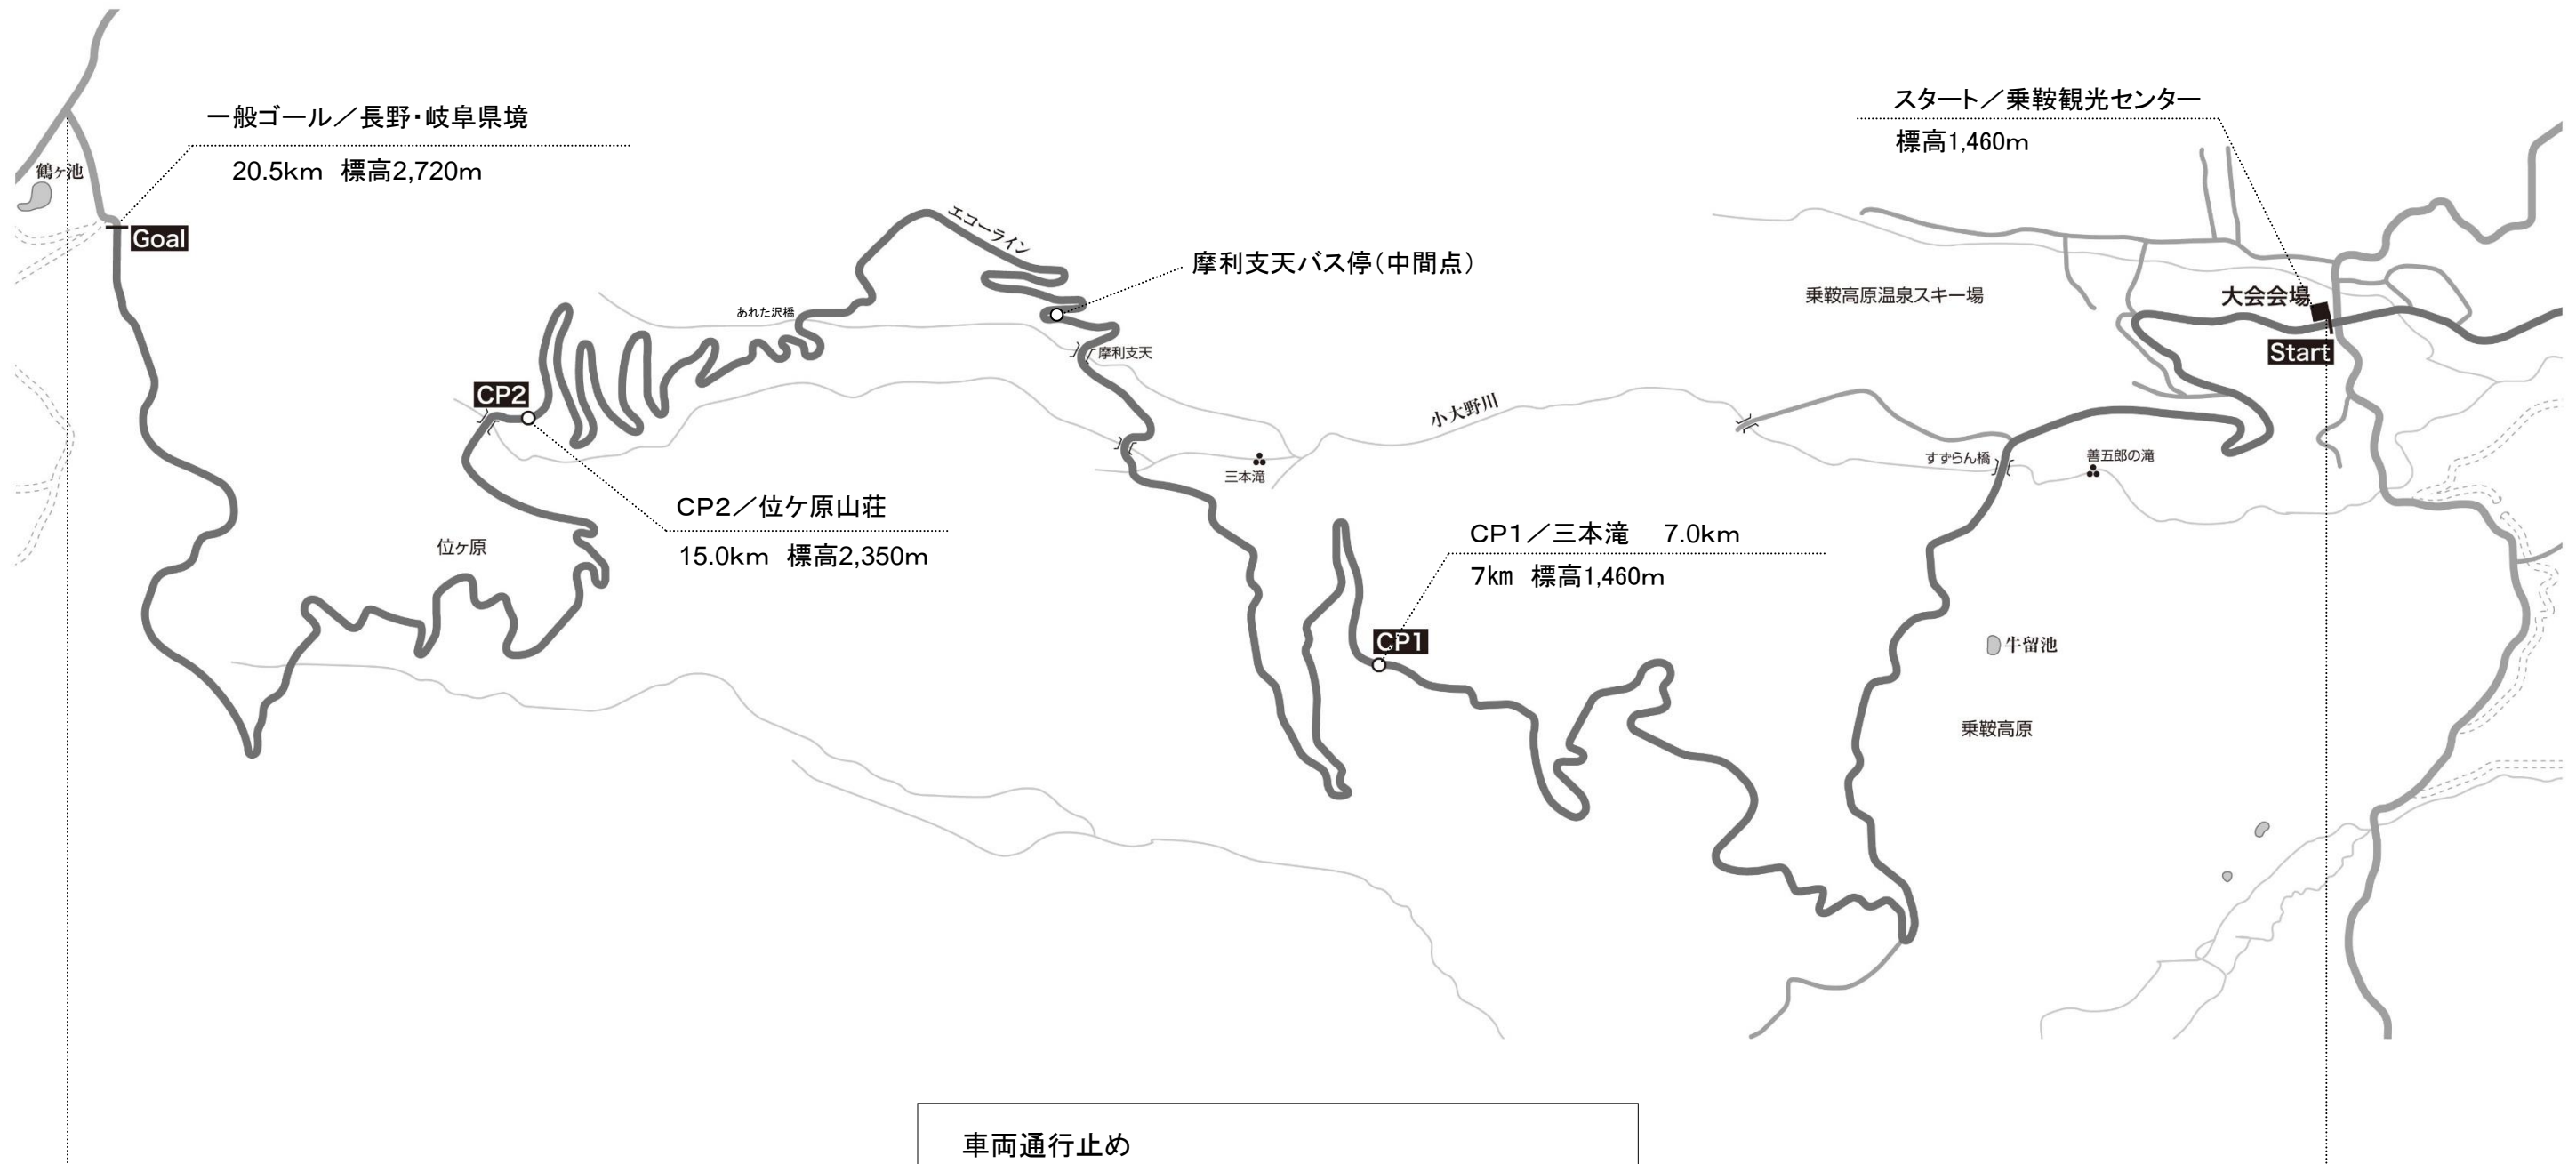 一般ゴール／長野・岐阜県境
20.5km 標高2,720m
鶴ヶ池
Goal
スタート／乗鞍観光センター
標高1,460m
エコーライン
摩利支天バス停（中間点）
乗鞍高原温泉スキー場
大会会場
Start
あれた沢橋
摩利支天
CP2
小大野川
三本滝
すずらん橋
善五郎の滝
CP2／位ケ原山荘
15.0km 標高2,350m
位ヶ原
CP1／三本滝 7.0km
7㎞ 標高1,460m
CP1
牛留池
乗鞍高原
車両通行止め